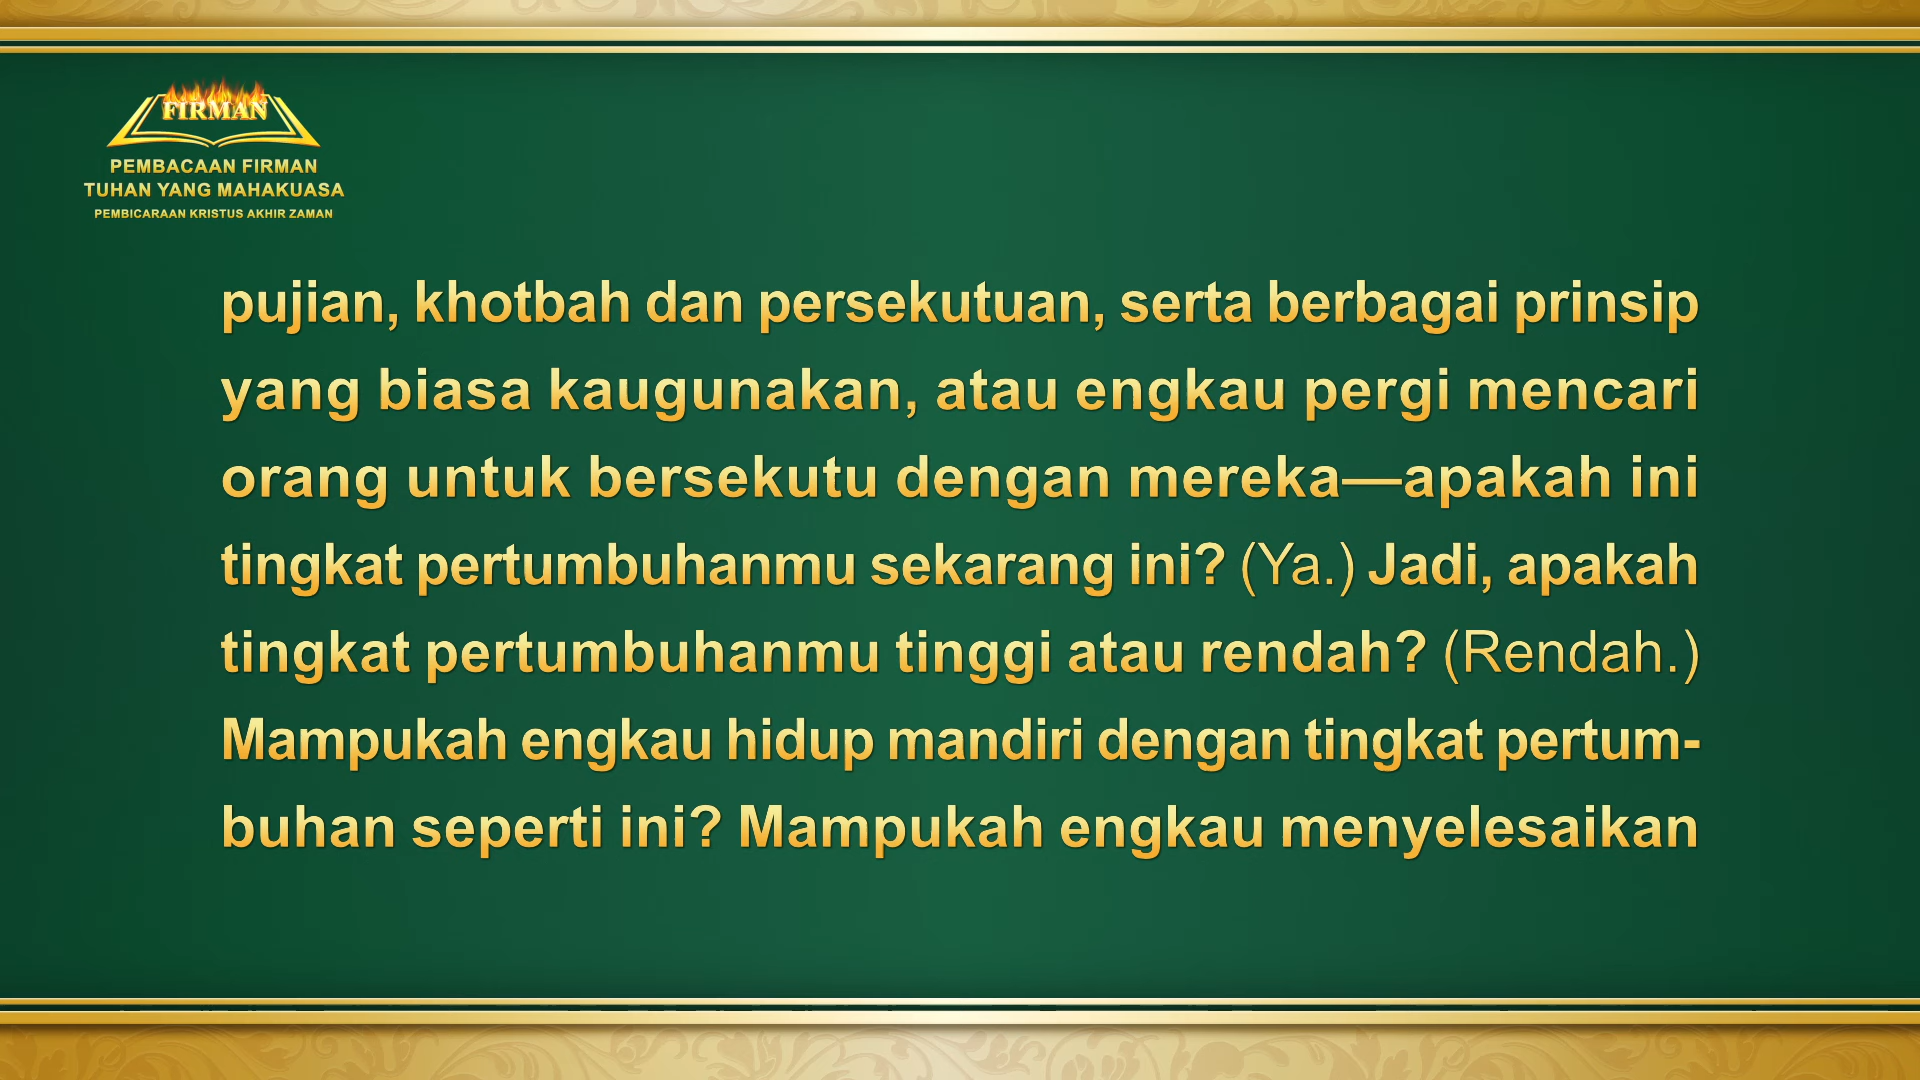 FIRMAN
PEMBACAAN FIRMAN
TUHAN YANG MAHAKUASA
PEMBICARAAN KRISTUS AKHIR ZAMAN
pujian, khotbah dan persekutuan, serta berbagai prinsip
yang biasa kaugunakan, atau engkau pergi mencari
orang untuk bersekutu dengan mereka—apakah ini
tingkat pertumbuhanmu sekarang ini? (Ya.) Jadi, apakah
tingkat pertumbuhanmu tinggi atau rendah? (Rendah.)
Mampukah engkau hidup mandiri dengan tingkat pertum-
buhan seperti ini? Mampukah engkau menyelesaikan